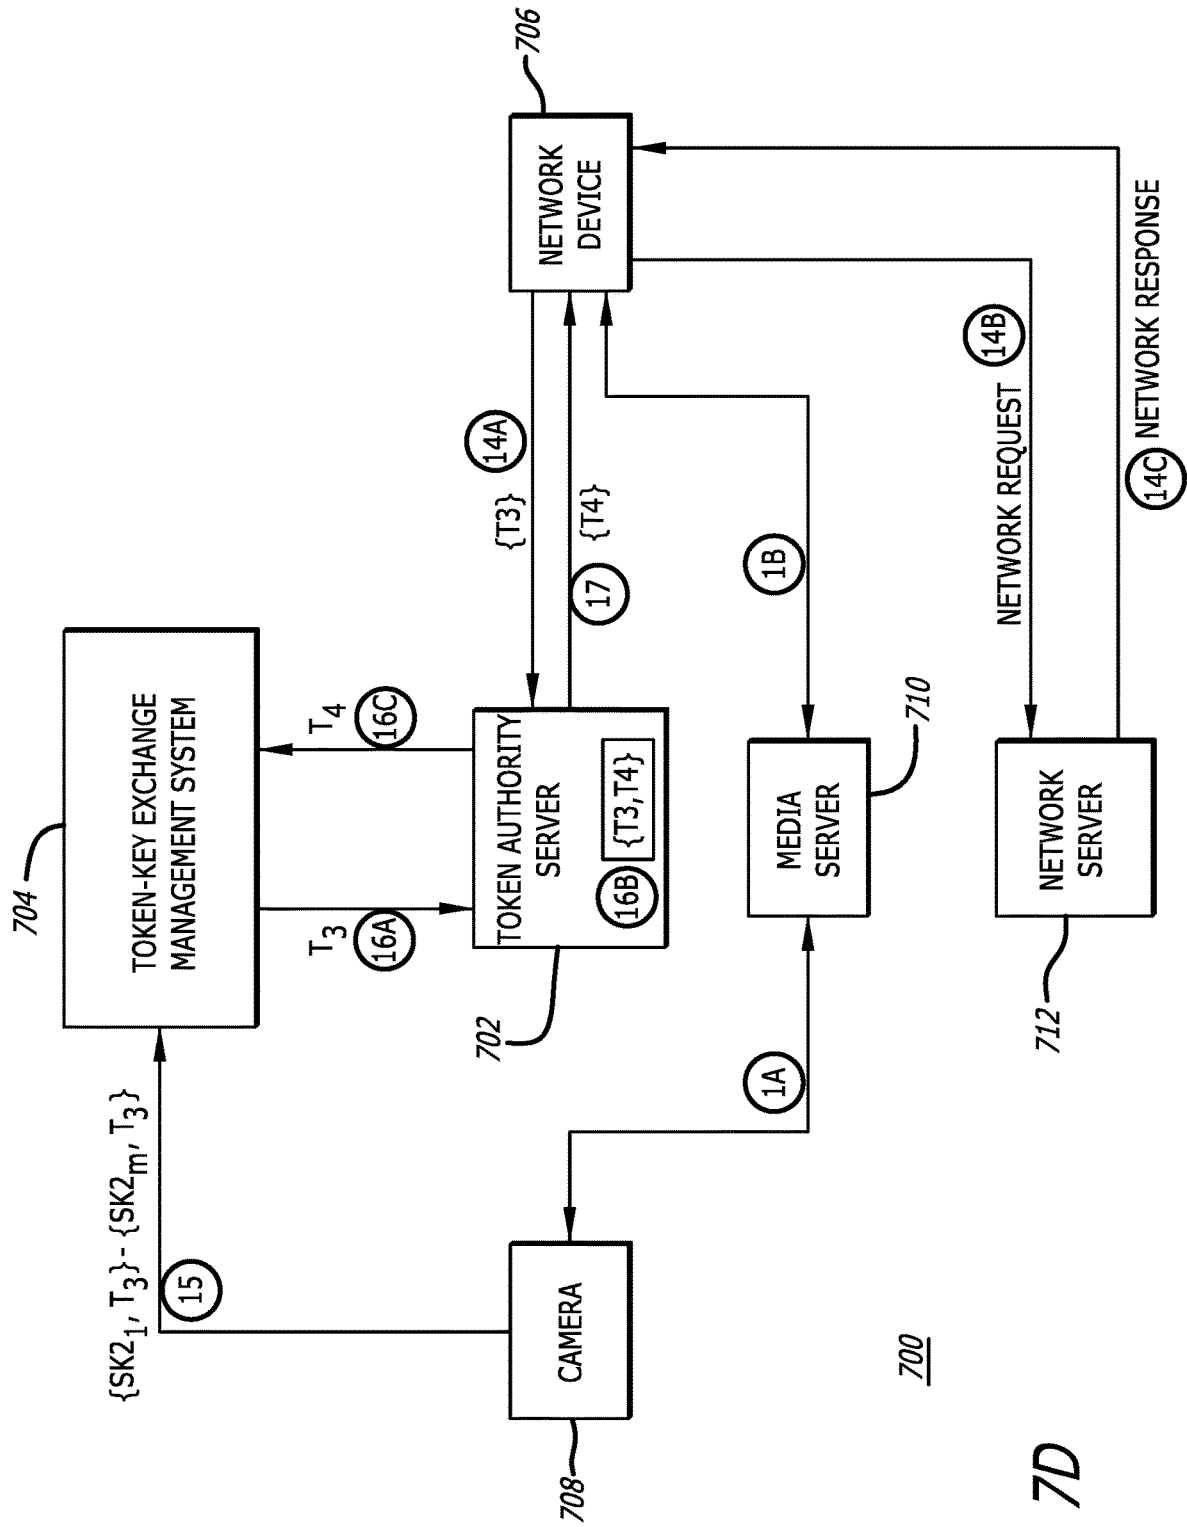 {SK2₁, T₃} - {SK2ₘ, T₃}
15
704
TOKEN-KEY EXCHANGE
MANAGEMENT SYSTEM
T₃
16A
T₄
16C
702
TOKEN AUTHORITY
SERVER
16B
{T3,T4}
{T3}
14A
17
{T4}
706
NETWORK
DEVICE
708
CAMERA
1A
1B
MEDIA
SERVER
710
NETWORK REQUEST
14B
NETWORK
SERVER
712
14C
NETWORK RESPONSE
700
7D